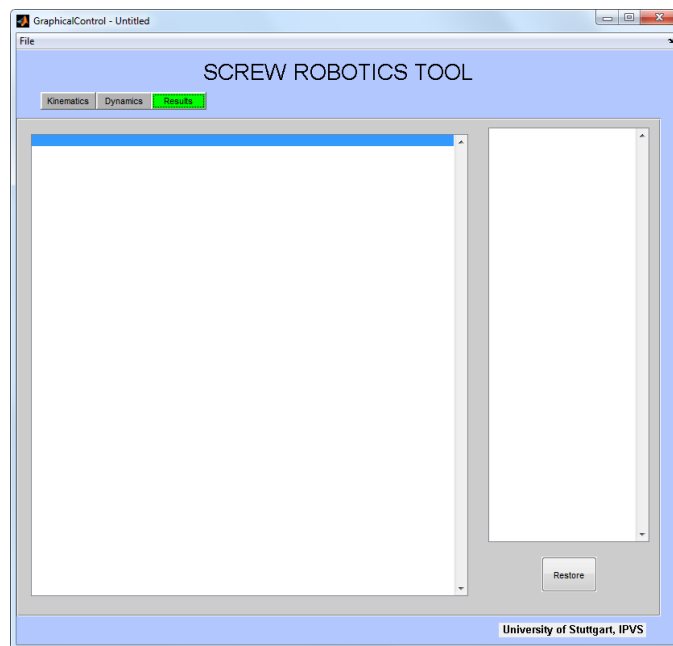 GraphicalControl - Untitled
File
SCREW ROBOTICS TOOL
Kinematics Dynamics Results
Restore
University of Stuttgart, IPVS